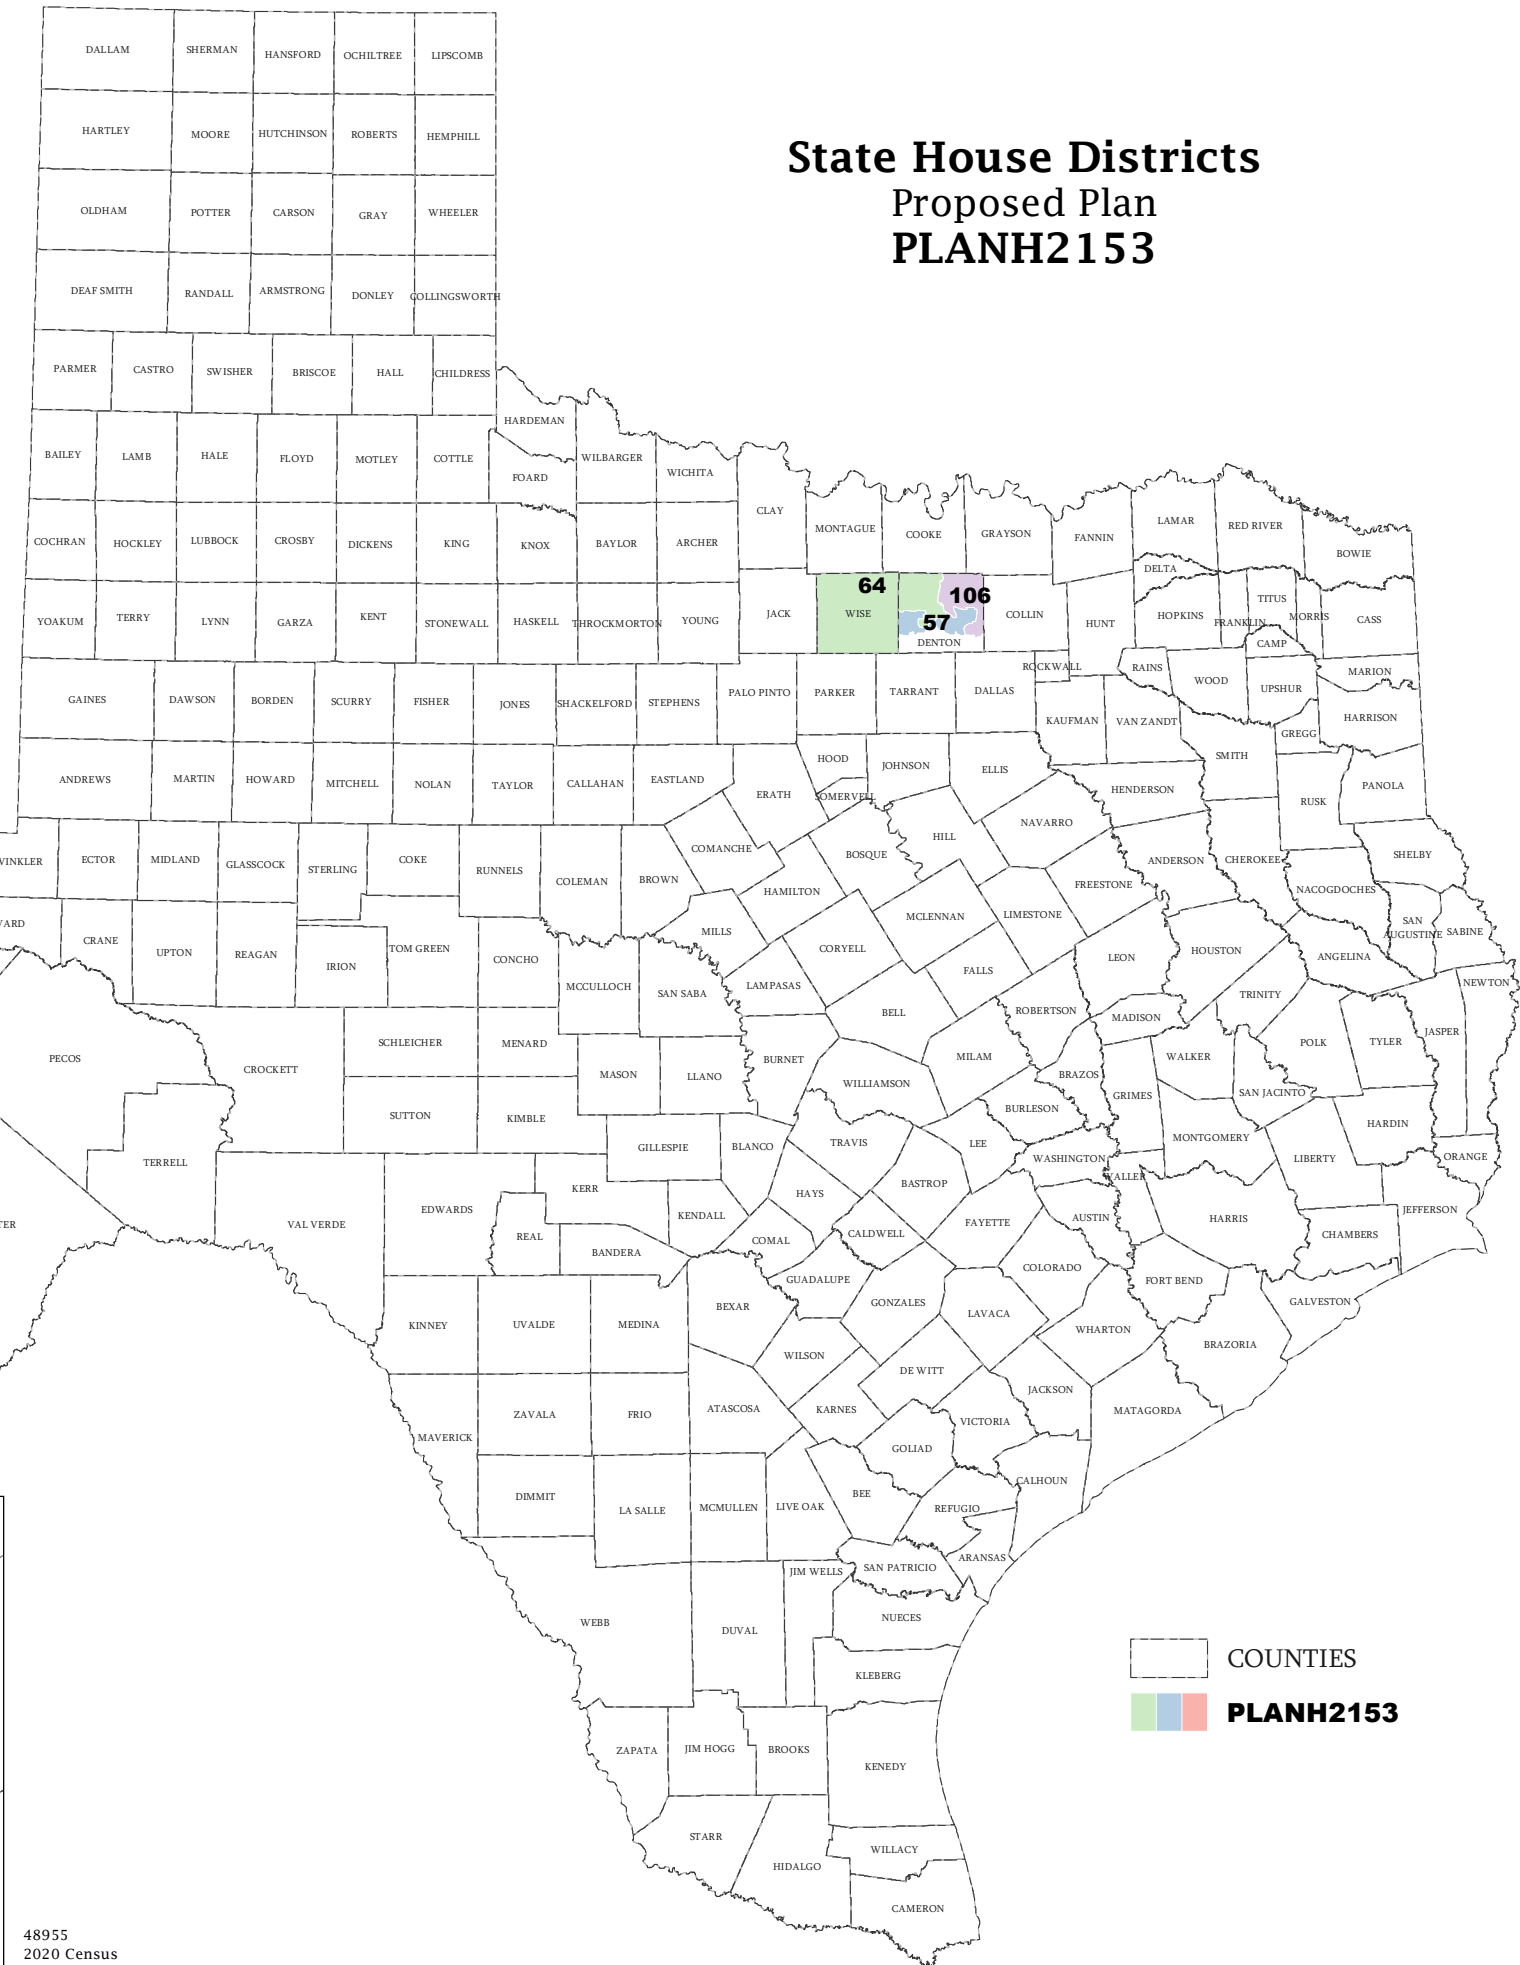 State House Districts
Proposed Plan
PLANH2153
DALLAM
SHERMAN
HANSFORD
OCHILTREE
LIPSCOMB
HARTLEY
MOORE
HUTCHINSON
ROBERTS
HEMPHILL
OLDHAM
POTTER
CARSON
GRAY
WHEELER
DEAF SMITH
RANDALL
ARMSTRONG
DONLEY
COLLINGSWORTH
PARMER
CASTRO
SWISHER
BRISCOE
HALL
CHILDRESS
HARDEMAN
BAILEY
LAMB
HALE
FLOYD
MOTLEY
COTTLE
FOARD
WILBARGER
WICHITA
CLAY
MONTAGUE
COOKE
GRAYSON
FANNIN
LAMAR
RED RIVER
BOWIE
COCHRAN
HOCKLEY
LUBBOCK
CROSBY
DICKENS
KING
KNOX
BAYLOR
ARCHER
DELTA
64
106
57
YOAKUM
TERRY
LYNN
GARZA
KENT
STONEWALL
HASKELL
THROCKMORTON
YOUNG
JACK
WISE
DENTON
COLLIN
HUNT
HOPKINS
FRANKLIN
TITUS
MORRIS
CASS
CAMP
ROCKWALL
RAINS
WOOD
UPSHUR
MARION
GAINES
DAWSON
BORDEN
SCURRY
FISHER
JONES
SHACKELFORD
STEPHENS
PALO PINTO
PARKER
TARRANT
DALLAS
KAUFMAN
VAN ZANDT
HARRISON
GREGG
SMITH
ANDREWS
MARTIN
HOWARD
MITCHELL
NOLAN
TAYLOR
CALLAHAN
EASTLAND
ERATH
HOOD
SOMERVELL
JOHNSON
ELLIS
HENDERSON
RUSK
PANOLA
NAVARRO
HILL
WINKLER
ECTOR
MIDLAND
GLASSCOCK
STERLING
COKE
RUNNELS
COLEMAN
BROWN
COMANCHE
HAMILTON
BOSQUE
FREESTONE
ANDERSON
CHEROKEE
NACOGDOCHES
SHELBY
VARD
CRANE
UPTON
REAGAN
IRION
TOM GREEN
CONCHO
MCCULLOCH
SAN SABA
MILLS
LAMPASAS
CORYELL
MCLENNAN
LIMESTONE
FALLS
LEON
HOUSTON
ANGELINA
SAN
AUGUSTINE
SABINE
NEWTON
TRINITY
BELL
ROBERTSON
MADISON
POLK
TYLER
JASPER
PECOS
CROCKETT
SCHLEICHER
MENARD
MASON
LLANO
BURNET
WILLIAMSON
MILAM
BRAZOS
WALKER
GRIMES
SAN JACINTO
SUTTON
KIMBLE
GILLESPIE
BLANCO
TRAVIS
LEE
BURLESON
WASHINGTON
MONTGOMERY
HARDIN
LIBERTY
ORANGE
TERRELL
KERR
KENDALL
HAYS
BASTROP
WALLER
JEFFERSON
TER
VAL VERDE
EDWARDS
REAL
BANDERA
COMAL
CALDWELL
FAYETTE
AUSTIN
HARRIS
CHAMBERS
GUADALUPE
COLORADO
FORT BEND
GALVESTON
KINNEY
UVALDE
MEDINA
BEXAR
GONZALES
LAVACA
WHARTON
BRAZORIA
WILSON
DE WITT
JACKSON
MATAGORDA
MAVERICK
ZAVALA
FRIO
ATASCOSA
KARNES
VICTORIA
GOLIAD
CALHOUN
DIMMIT
LA SALLE
MCMULLEN
LIVE OAK
BEE
REFUGIO
ARANSAS
SAN PATRICIO
JIM WELLS
WEBB
DUVAL
NUECES
KLEBERG
ZAPATA
JIM HOGG
BROOKS
KENEDY
STARR
HIDALGO
WILLACY
CAMERON
COUNTIES
PLANH2153
48955
2020 Census